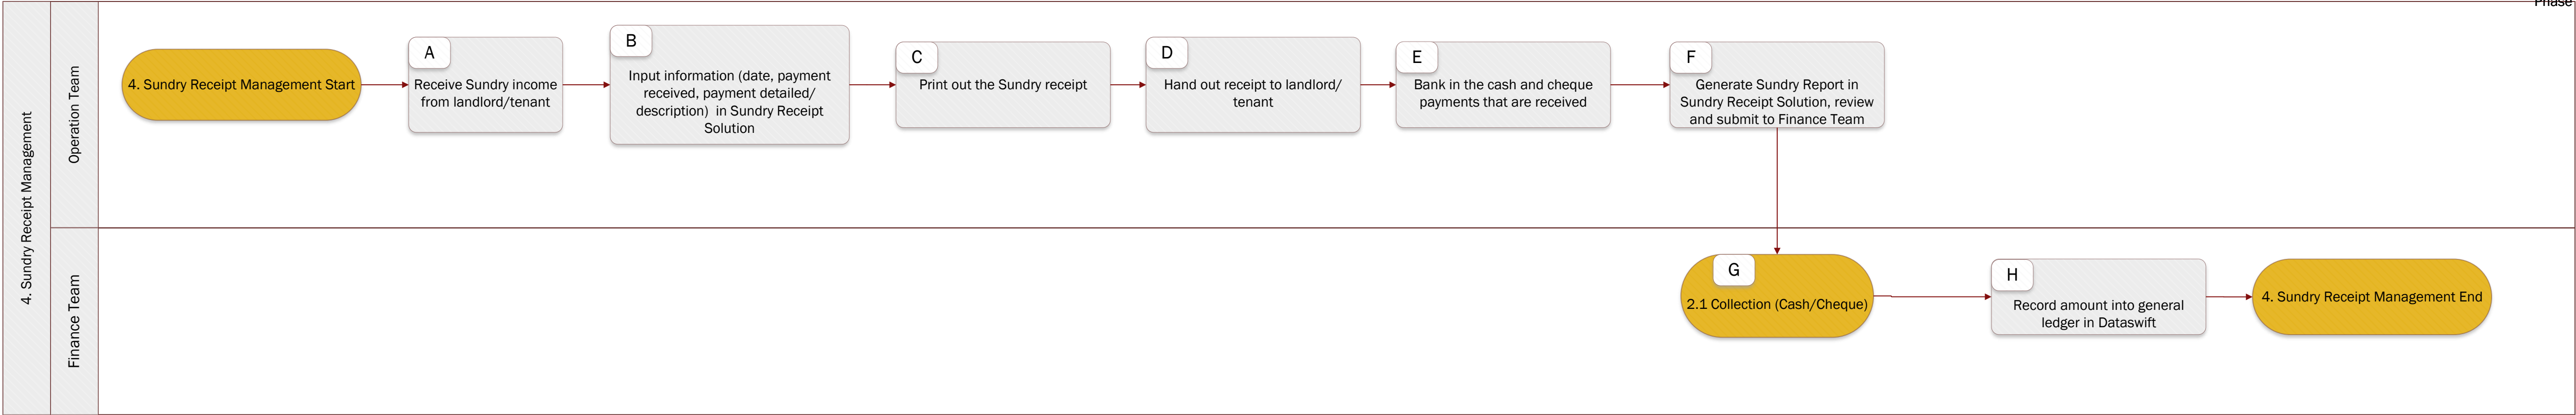 Phase
4. Sundry Receipt Management
Operation Team
4. Sundry Receipt Management Start
A
Receive Sundry income
from landlord/tenant
B
Input information (date, payment
received, payment detailed/
description)  in Sundry Receipt
Solution
C
Print out the Sundry receipt
D
Hand out receipt to landlord/
tenant
E
Bank in the cash and cheque
payments that are received
F
Generate Sundry Report in
Sundry Receipt Solution, review
and submit to Finance Team
Finance Team
G
2.1 Collection (Cash/Cheque)
H
Record amount into general
ledger in Dataswift
4. Sundry Receipt Management End